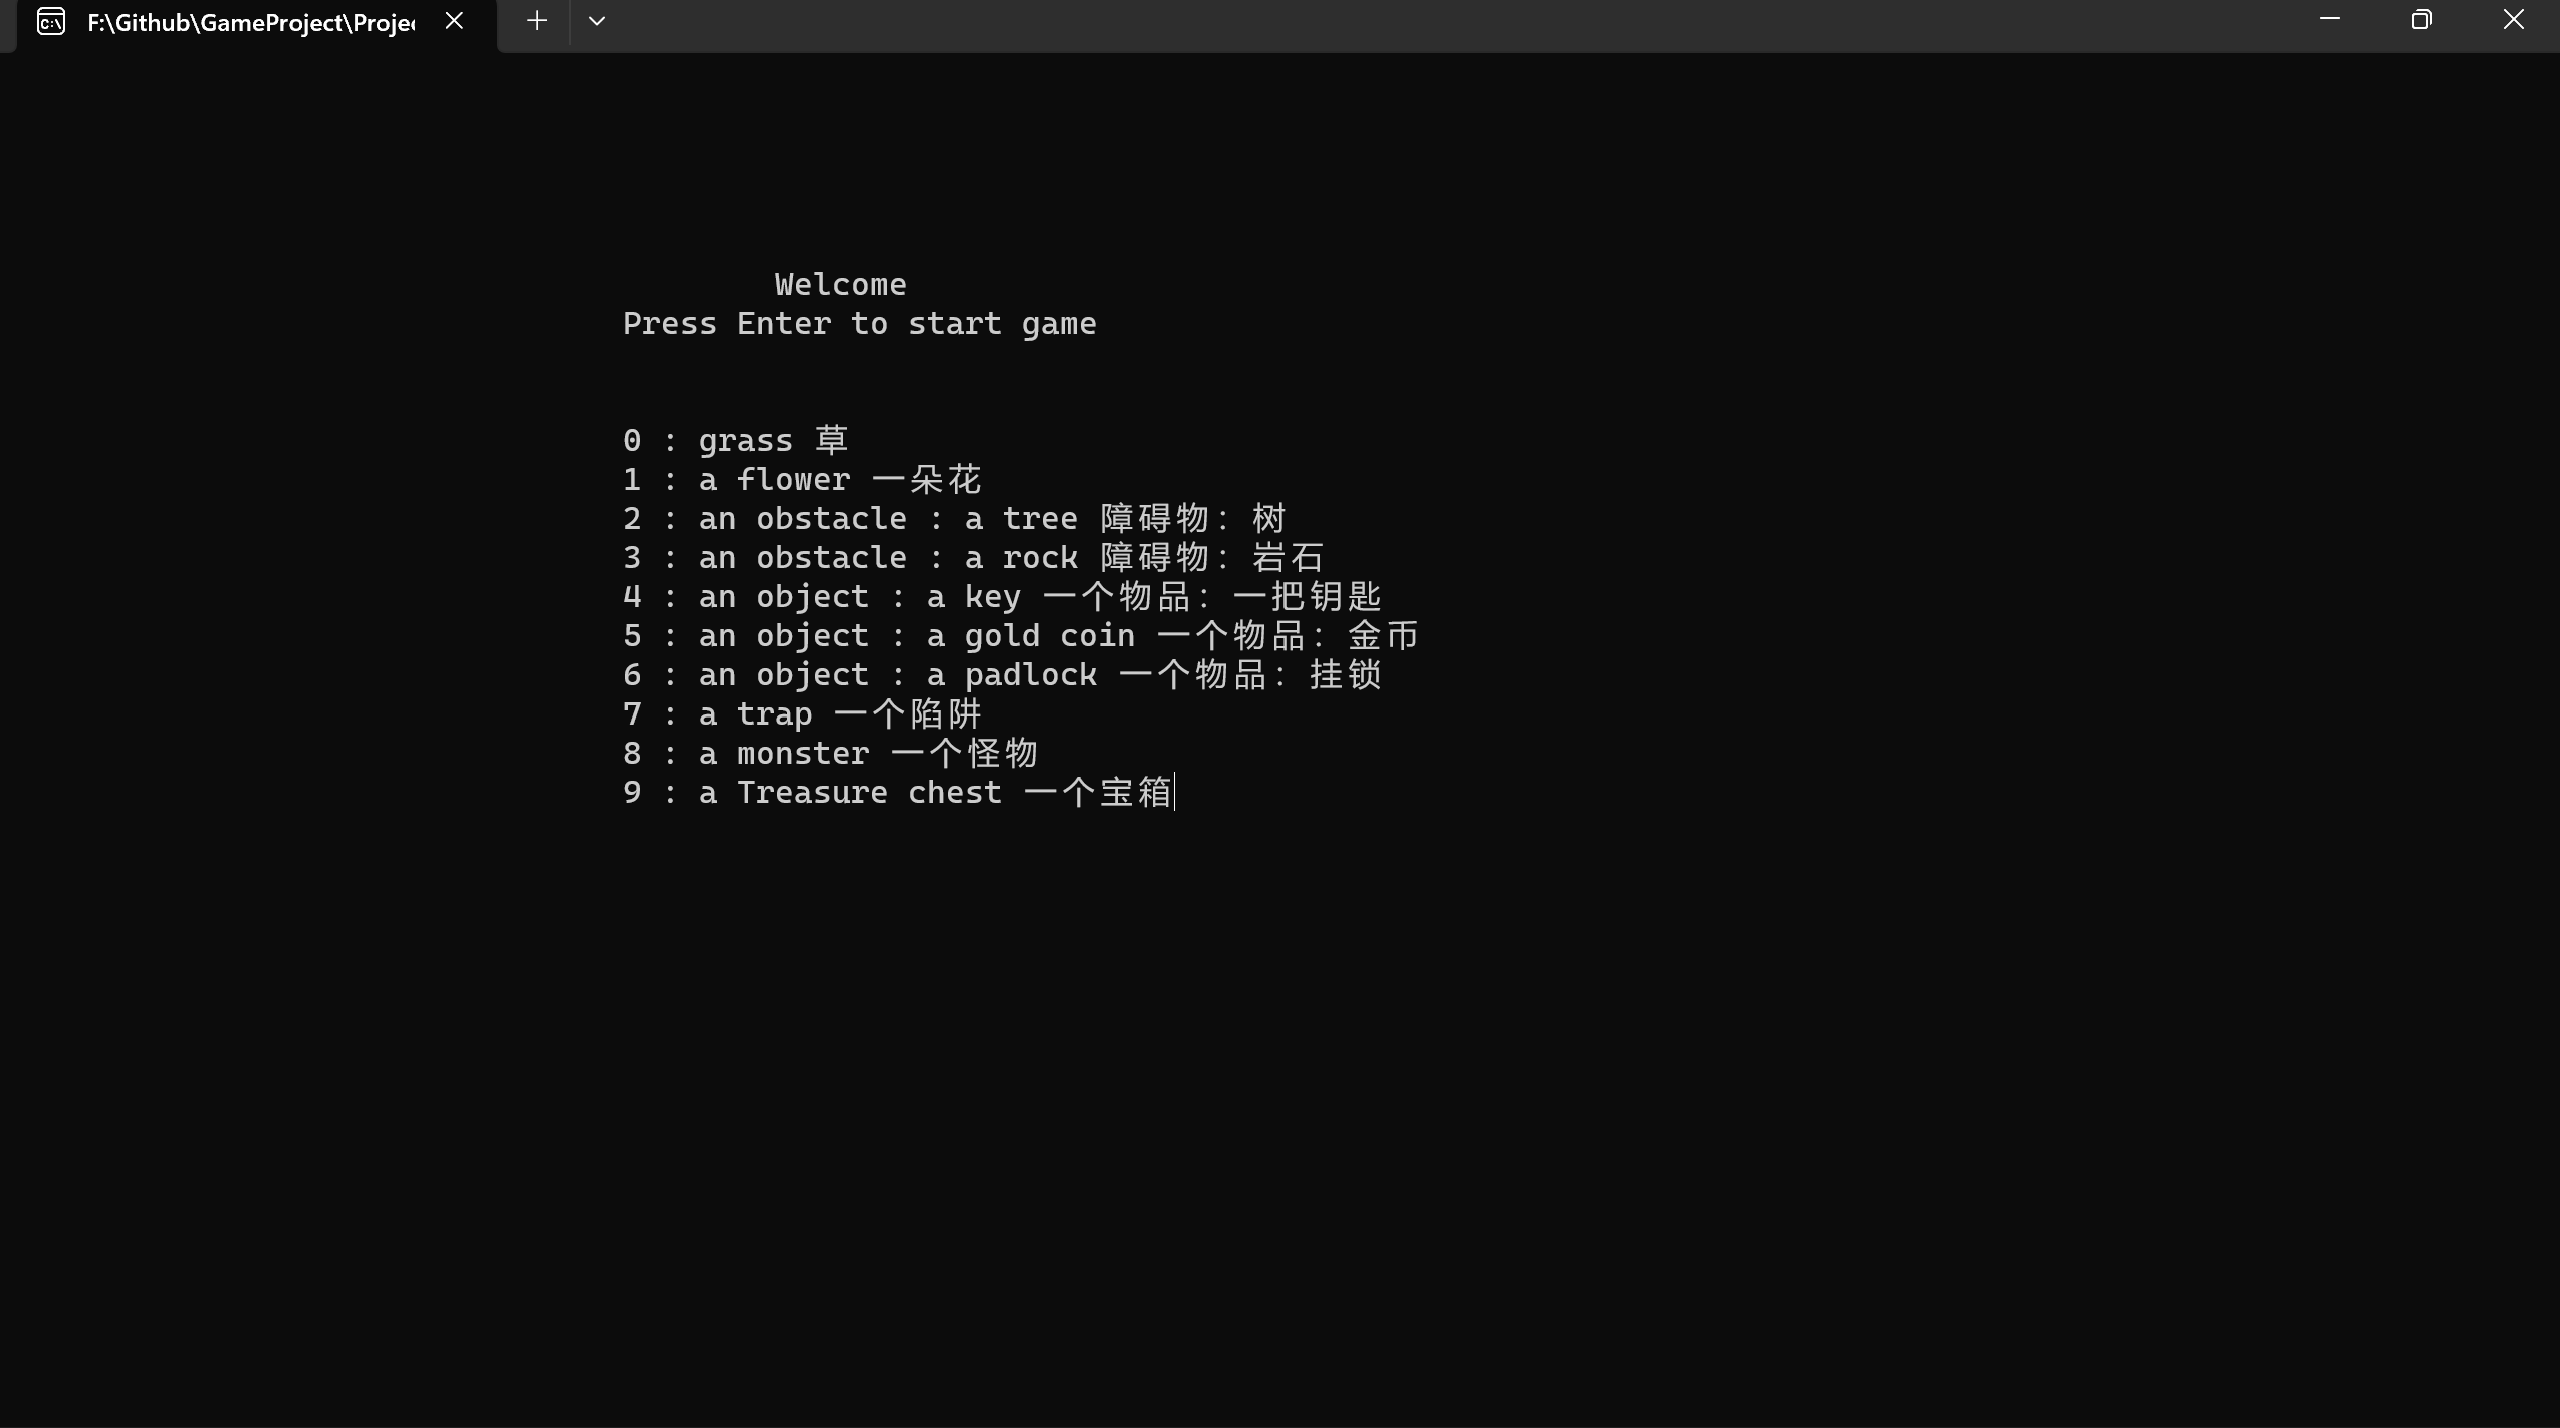 F:\Github\GameProject\Projec
Welcome
Press Enter to start game
0 : grass 草
1 : a flower 一朵花
2 : an obstacle : a tree 障碍物：树
3 : an obstacle : a rock 障碍物：岩石
4 : an object : a key 一个物品：一把钥匙
5 : an object : a gold coin 一个物品：金币
6 : an object : a padlock 一个物品：挂锁
7 : a trap 一个陷阱
8 : a monster 一个怪物
9 : a Treasure chest 一个宝箱